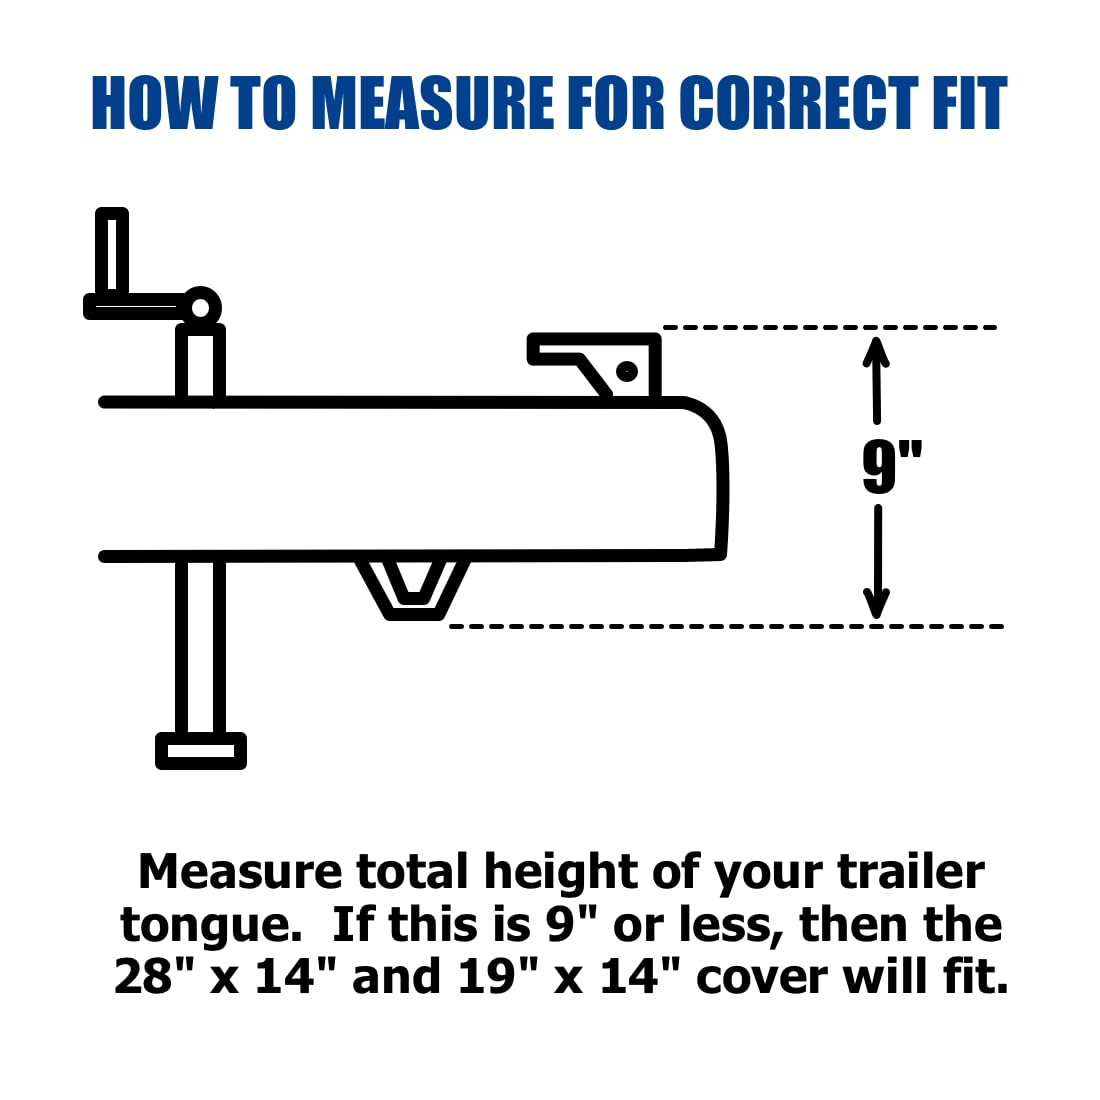 HOW TO MEASURE FOR CORRECT FIT
9"
Measure total height of your trailer
tongue.  If this is 9" or less, then the
28" x 14" and 19" x 14" cover will fit.